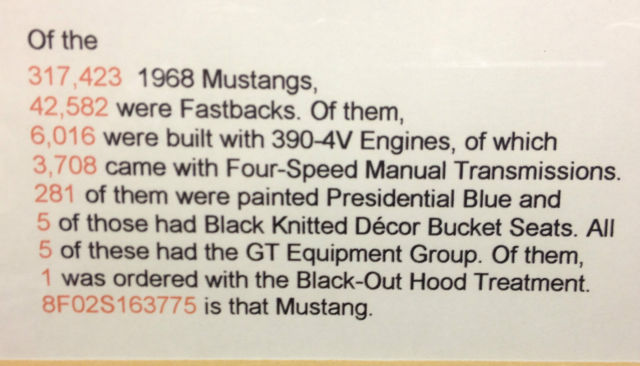 Of the
317,423 1968 Mustangs,
42,582 were Fastbacks. Of them,
6,016 were built with 390-4V Engines, of which
3,708 came with Four-Speed Manual Transmissions.
281 of them were painted Presidential Blue and
5 of those had Black Knitted Décor Bucket Seats. All
5 of these had the GT Equipment Group. Of them,
1 was ordered with the Black-Out Hood Treatment.
8F02S163775 is that Mustang.